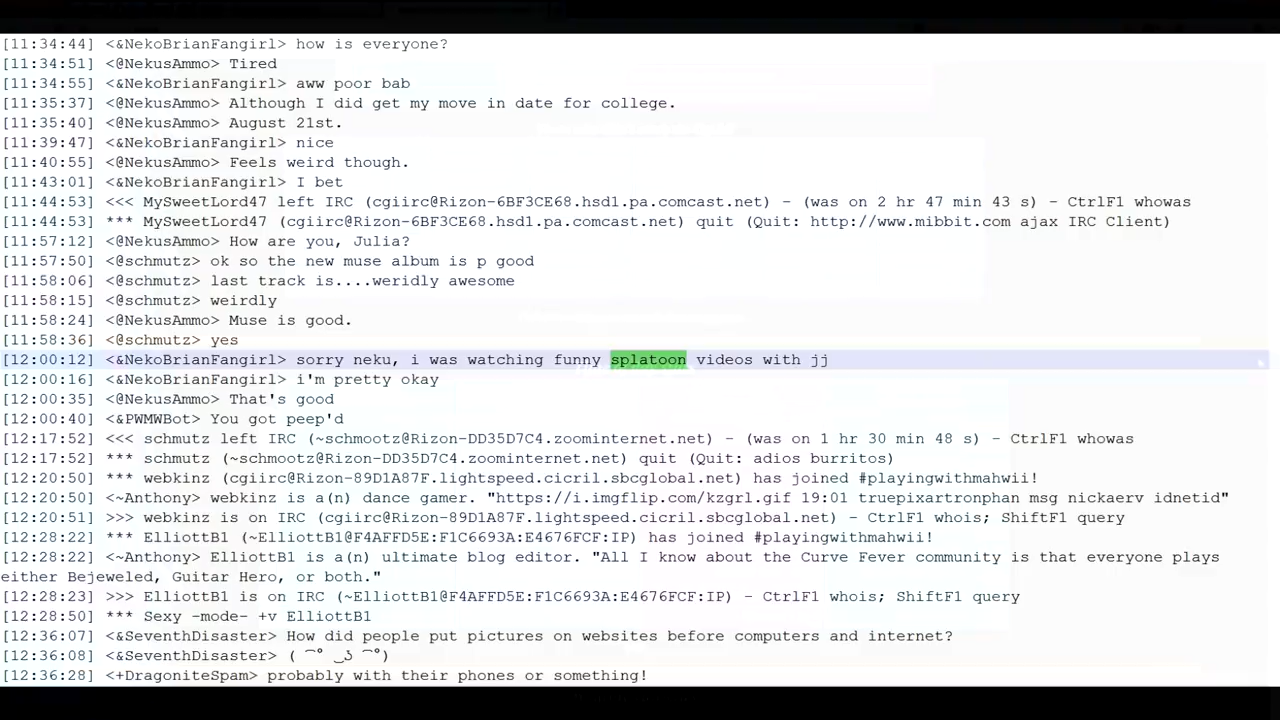 [11:34:44] <&NekoBrianFangirl> how is everyone?
[11:34:51] <@NekusAmmo> Tired
[11:34:55] <&NekoBrianFangirl> aww poor bab
[11:35:37] <@NekusAmmo> Although I did get my move in date for college.
[11:35:40] <@NekusAmmo> August 21st.
[11:39:47] <&NekoBrianFangirl> nice
[11:40:55] <@NekusAmmo> Feels weird though.
[11:43:01] <&NekoBrianFangirl> I bet
[11:44:53] <<< MySweetLord47 left IRC (cgiirc@Rizon-6BF3CE68.hsd1.pa.comcast.net) - (was on 2 hr 47 min 43 s) - CtrlF1 whowas
[11:44:53] *** MySweetLord47 (cgiirc@Rizon-6BF3CE68.hsd1.pa.comcast.net) quit (Quit: http://www.mibbit.com ajax IRC Client)
[11:57:12] <@NekusAmmo> How are you, Julia?
[11:57:50] <@schmutz> ok so the new muse album is p good
[11:58:06] <@schmutz> last track is....weridly awesome
[11:58:15] <@schmutz> weirdly
[11:58:24] <@NekusAmmo> Muse is good.
[11:58:36] <@schmutz> yes
[12:00:12] <&NekoBrianFangirl> sorry neku, i was watching funny splatoon videos with jj
[12:00:16] <&NekoBrianFangirl> i'm pretty okay
[12:00:35] <@NekusAmmo> That's good
[12:00:40] <&PWMWBot> You got peep'd
[12:17:52] <<< schmutz left IRC (~schmootz@Rizon-DD35D7C4.zoominternet.net) - (was on 1 hr 30 min 48 s) - CtrlF1 whowas
[12:17:52] *** schmutz (~schmootz@Rizon-DD35D7C4.zoominternet.net) quit (Quit: adios burritos)
[12:20:50] *** webkinz (cgiirc@Rizon-89D1A87F.lightspeed.cicril.sbcglobal.net) has joined #playingwithmahwii!
[12:20:50] <~Anthony> webkinz is a(n) dance gamer. "https://i.imgflip.com/kzgrl.gif 19:01 truepixartronphan msg nickaerv idnetid"
[12:20:51] >>> webkinz is on IRC (cgiirc@Rizon-89D1A87F.lightspeed.cicril.sbcglobal.net) - CtrlF1 whois; ShiftF1 query
[12:28:22] *** ElliottB1 (~ElliottB1@F4AFFD5E:F1C6693A:E4676FCF:IP) has joined #playingwithmahwii!
[12:28:22] <~Anthony> ElliottB1 is a(n) ultimate blog editor. "All I know about the Curve Fever community is that everyone plays
either Bejeweled, Guitar Hero, or both."
[12:28:23] >>> ElliottB1 is on IRC (~ElliottB1@F4AFFD5E:F1C6693A:E4676FCF:IP) - CtrlF1 whois; ShiftF1 query
[12:28:50] *** Sexy -mode- +v ElliottB1
[12:36:07] <&SeventhDisaster> How did people put pictures on websites before computers and internet?
[12:36:08] <&SeventhDisaster> ( ͡° ͜ʖ ͡°)
[12:36:28] <+DragoniteSpam> probably with their phones or something!